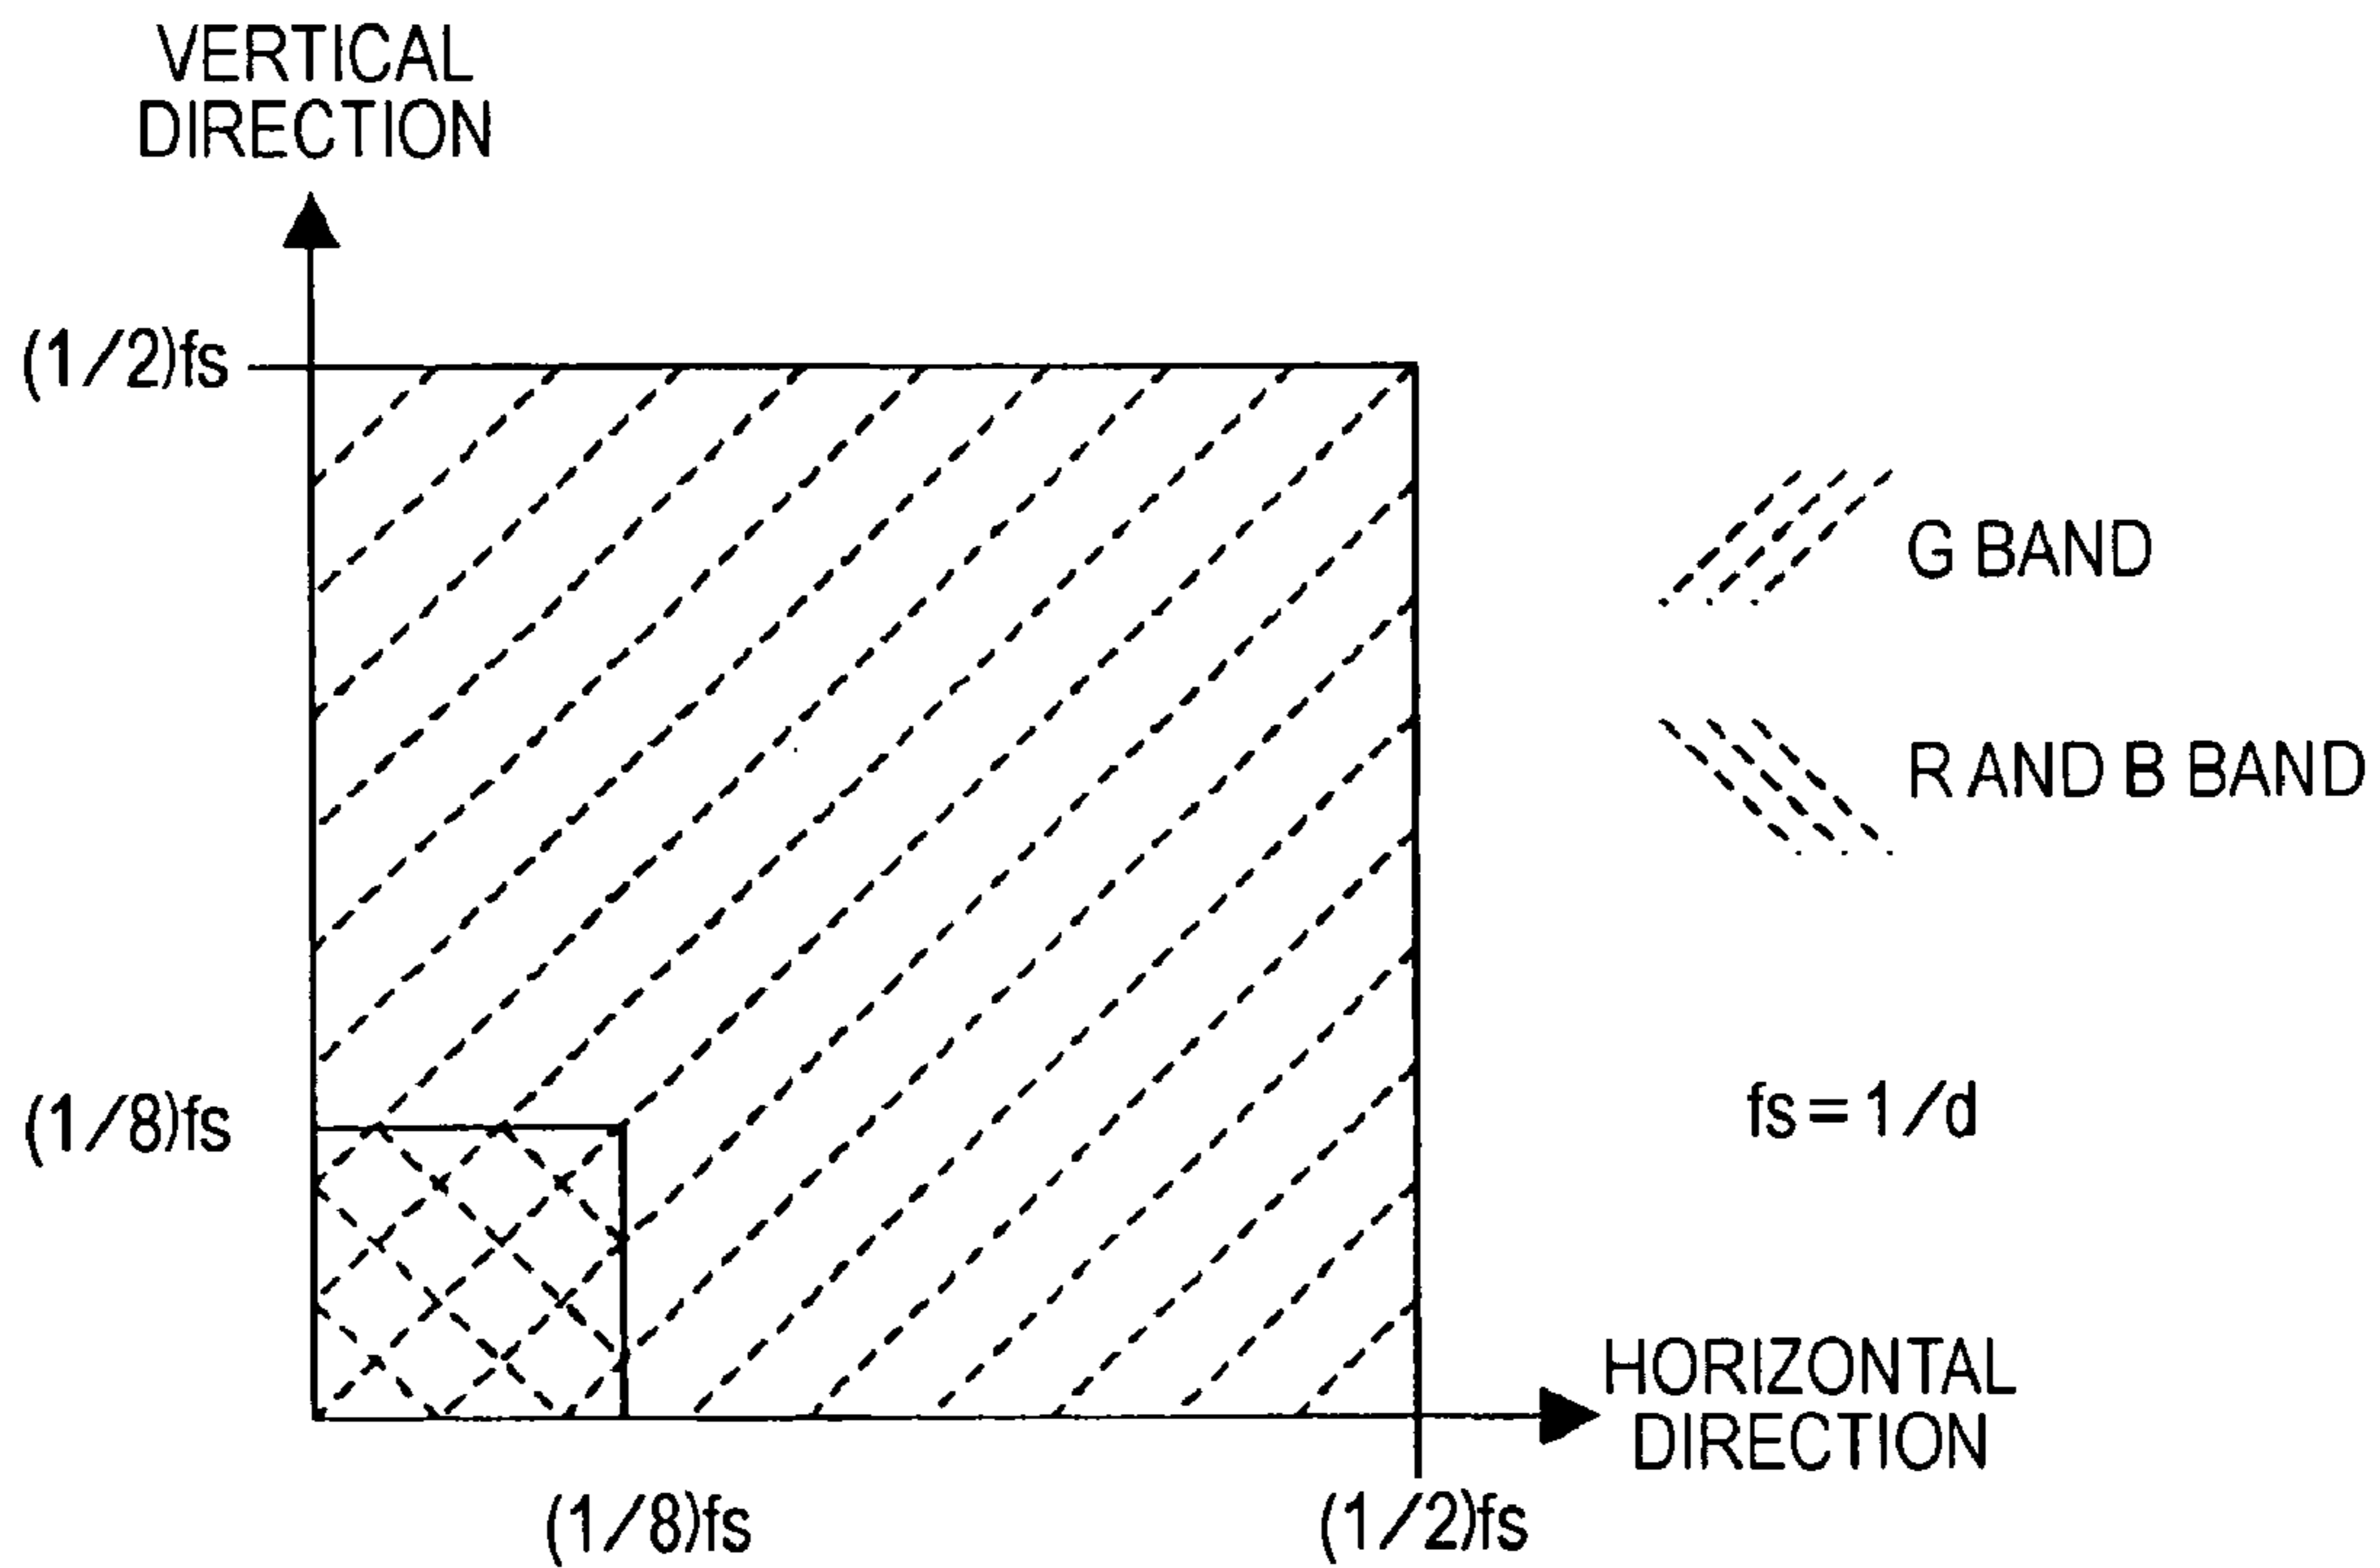 VERTICAL
DIRECTION
(1/2)fs
G BAND
R AND B BAND
(1/8)fs
fs=1/d
HORIZONTAL
DIRECTION
(1/8)fs
(1/2)fs